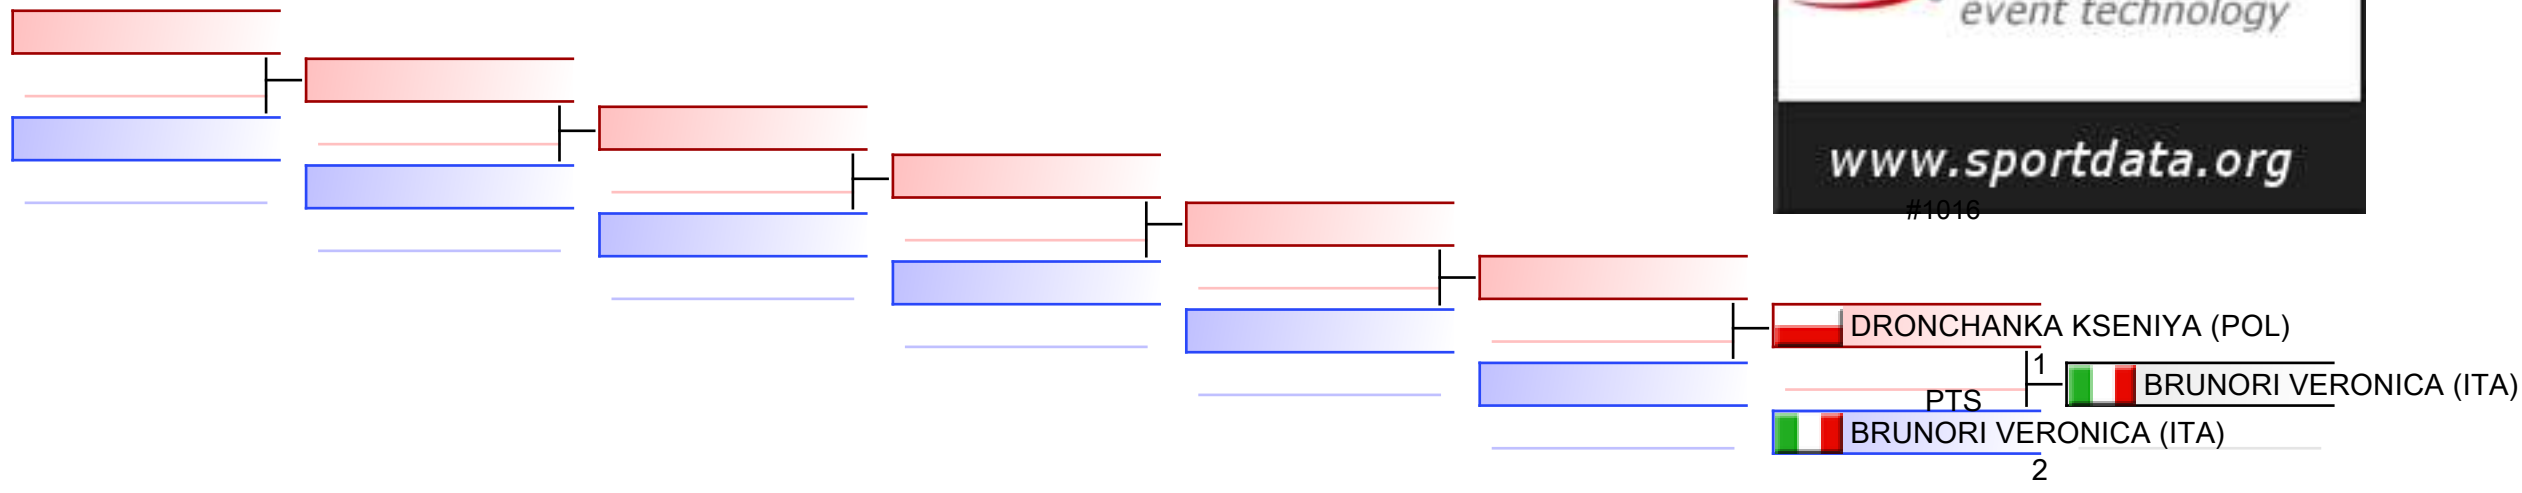 event technology
www.sportdata.org
#1016
DRONCHANKA KSENIYA (POL)
1
BRUNORI VERONICA (ITA)
PTS
BRUNORI VERONICA (ITA)
2